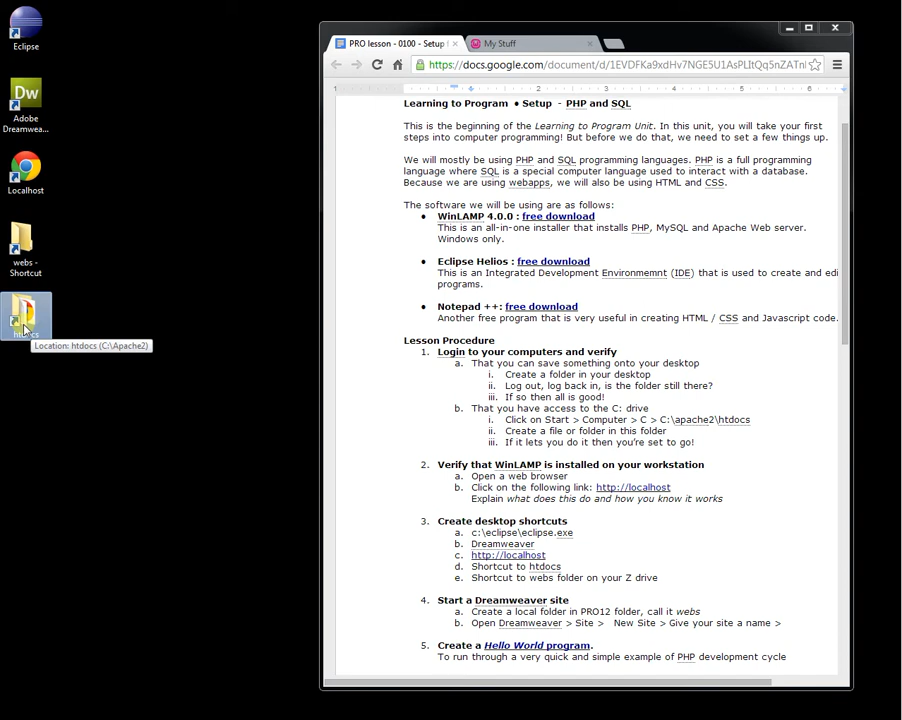 Eclipse
Dw
Adobe
Dreamwea...
Localhost
webs -
Shortcut
htdocs
Location: htdocs (C:\Apache2)
PRO lesson - 0100 - Setup
My Stuff
https://docs.google.com/document/d/1EVDFKa9xdHv7NGE5U1AsPLItQq5nZATNl
1 1 2 3 4 5 6
Learning to Program • Setup - PHP and SQL
This is the beginning of the Learning to Program Unit. In this unit, you will take your first
steps into computer programming! But before we do that, we need to set a few things up.
We will mostly be using PHP and SQL programming languages. PHP is a full programming
language where SQL is a special computer language used to interact with a database.
Because we are using webapps, we will also be using HTML and CSS.
The software we will be using are as follows:
• WinLAMP 4.0.0 : free download
This is an all-in-one installer that installs PHP, MySQL and Apache Web server.
Windows only.
• Eclipse Helios : free download
This is an Integrated Development Environmemnt (IDE) that is used to create and edi
programs.
• Notepad ++: free download
Another free program that is very useful in creating HTML / CSS and Javascript code.
Lesson Procedure
1. Login to your computers and verify
a. That you can save something onto your desktop
i. Create a folder in your desktop
ii. Log out, log back in, is the folder still there?
iii. If so then all is good!
b. That you have access to the C: drive
i. Click on Start > Computer > C > C:\apache2\htdocs
ii. Create a file or folder in this folder
iii. If it lets you do it then you're set to go!
2. Verify that WinLAMP is installed on your workstation
a. Open a web browser
b. Click on the following link: http://localhost
Explain what does this do and how you know it works
3. Create desktop shortcuts
a. c:\eclipse\eclipse.exe
b. Dreamweaver
c. http://localhost
d. Shortcut to htdocs
e. Shortcut to webs folder on your Z drive
4. Start a Dreamweaver site
a. Create a local folder in PRO12 folder, call it webs
b. Open Dreamweaver > Site > New Site > Give your site a name >
5. Create a Hello World program.
To run through a very quick and simple example of PHP development cycle